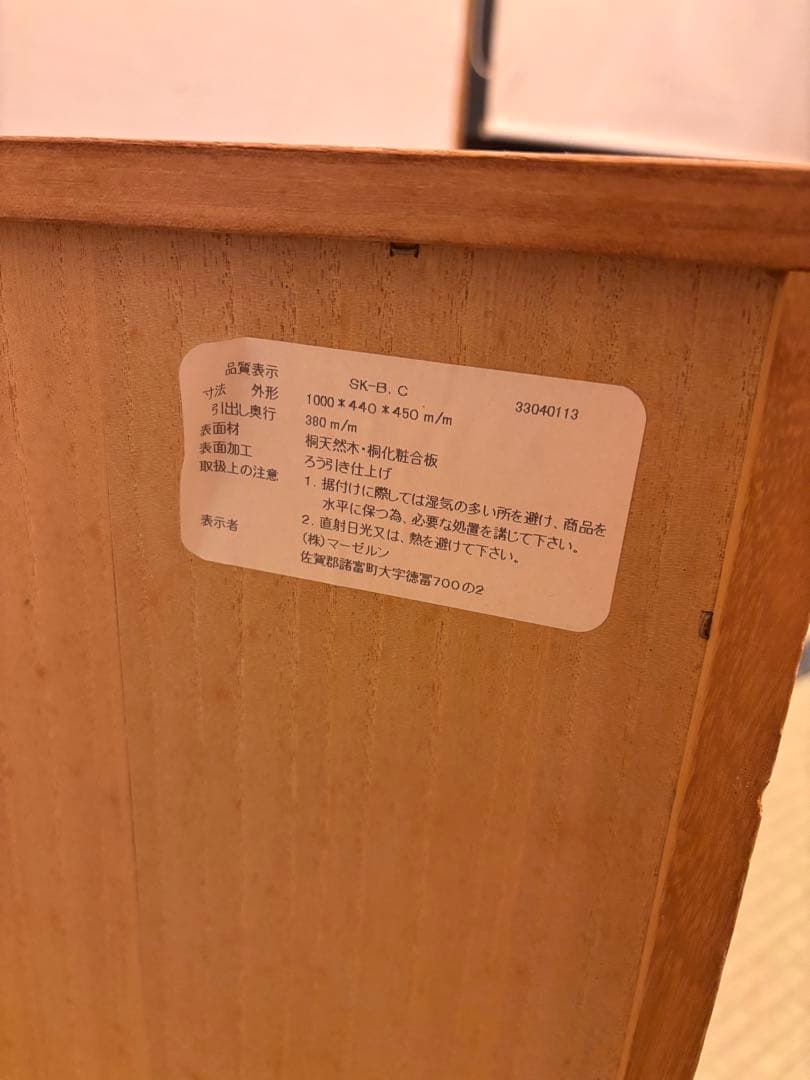 品質表示 SK-B.C 33040113
寸法 外形 1000*440*450 m/m
引出し奥行 380 m/m
表面材 桐天然木・桐化粧合板
表面加工 ろう引き仕上げ
取扱上の注意 1. 据付けに際しては湿気の多い所を避け、商品を
水平に保つ為、必要な処置を講じて下さい。
2. 直射日光又は、熱を避けて下さい。
表示者 (株)マーゼルン
佐賀郡諸富町大字徳冨700の2